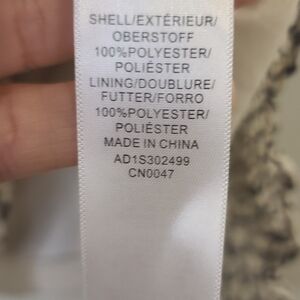 SHELL/EXTÉRIEUR/
OBERSTOFF
100%POLYESTER/
POLIÉSTER
LINING/DOUBLURE/
FUTTER/FORRO
100%POLYESTER/
POLIÉSTER
MADE IN CHINA
AD1S302499
CN0047